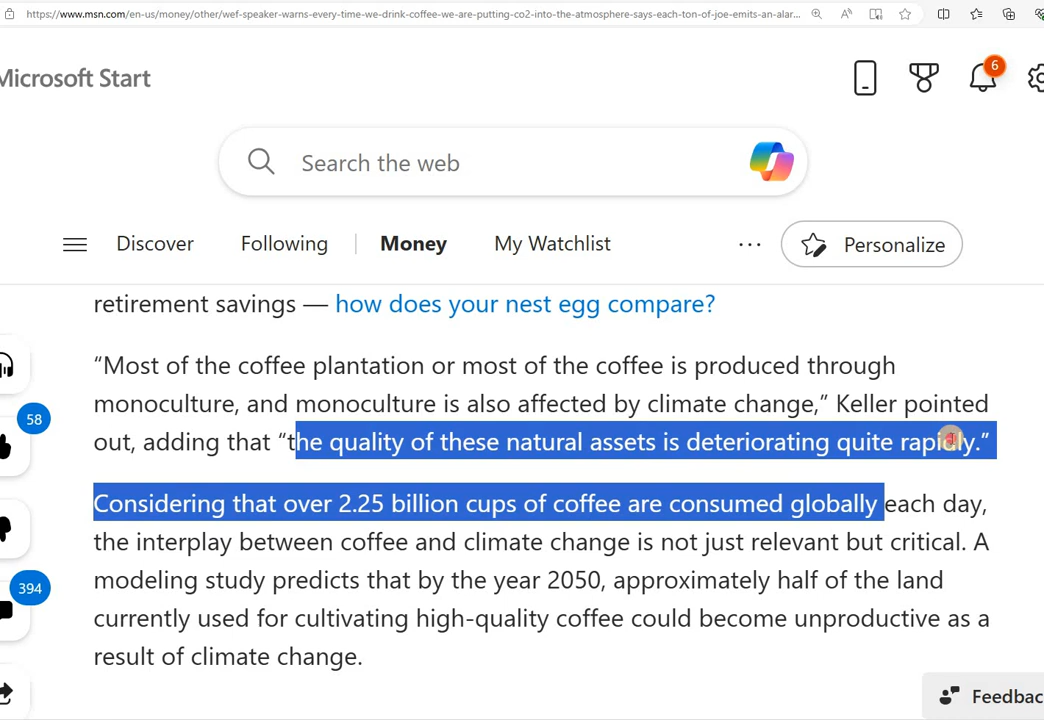 https://www.msn.com/en-us/money/other/wef-speaker-warns-every-time-we-drink-coffee-we-are-putting-co2-into-the-atmosphere-says-each-ton-of-joe-emits-an-alar...
Microsoft Start
6
Search the web
Discover Following Money My Watchlist ... Personalize
retirement savings — how does your nest egg compare?
“Most of the coffee plantation or most of the coffee is produced through
monoculture, and monoculture is also affected by climate change,” Keller pointed
58
out, adding that “the quality of these natural assets is deteriorating quite rapidly.”
Considering that over 2.25 billion cups of coffee are consumed globally each day,
the interplay between coffee and climate change is not just relevant but critical. A
394
modeling study predicts that by the year 2050, approximately half of the land
currently used for cultivating high-quality coffee could become unproductive as a
result of climate change.
Feedbac